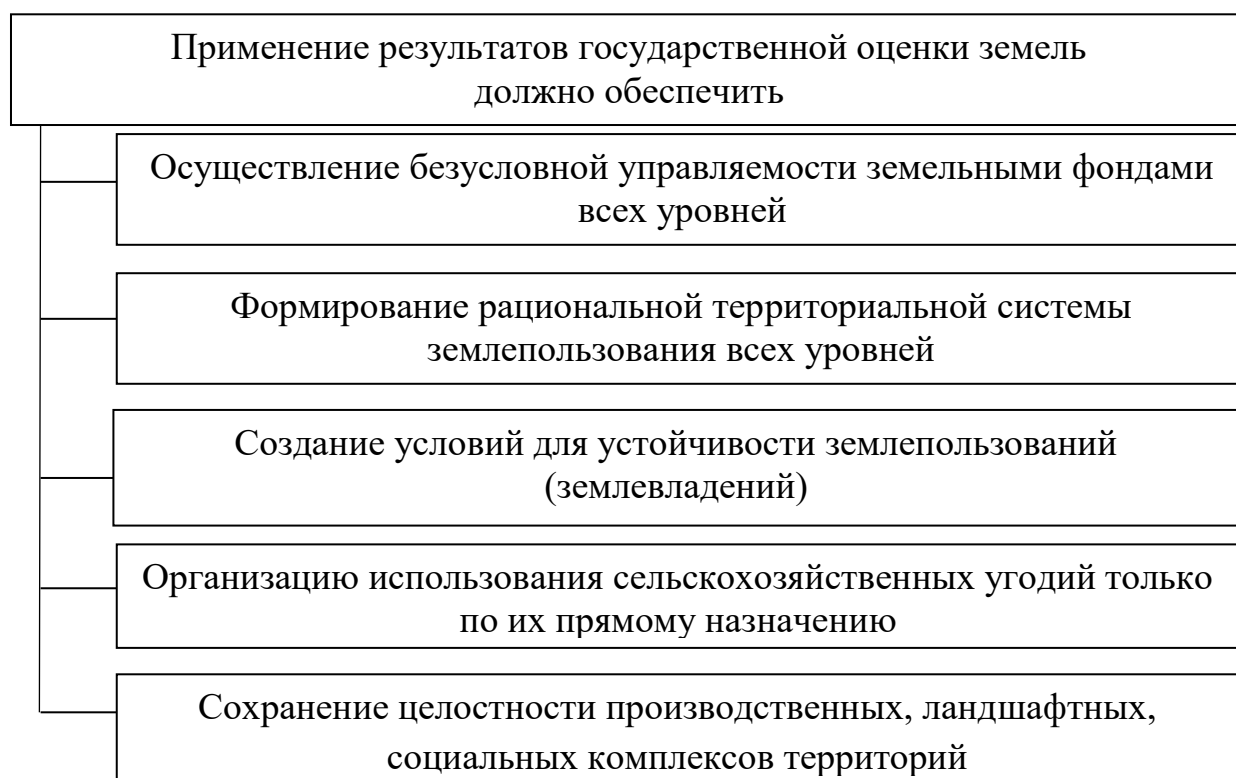 Применение результатов государственной оценки земель
должно обеспечить
Осуществление безусловной управляемости земельными фондами
всех уровней
Формирование рациональной территориальной системы
землепользования всех уровней
Создание условий для устойчивости землепользований
(землевладений)
Организацию использования сельскохозяйственных угодий только
по их прямому назначению
Сохранение целостности производственных, ландшафтных,
социальных комплексов территорий